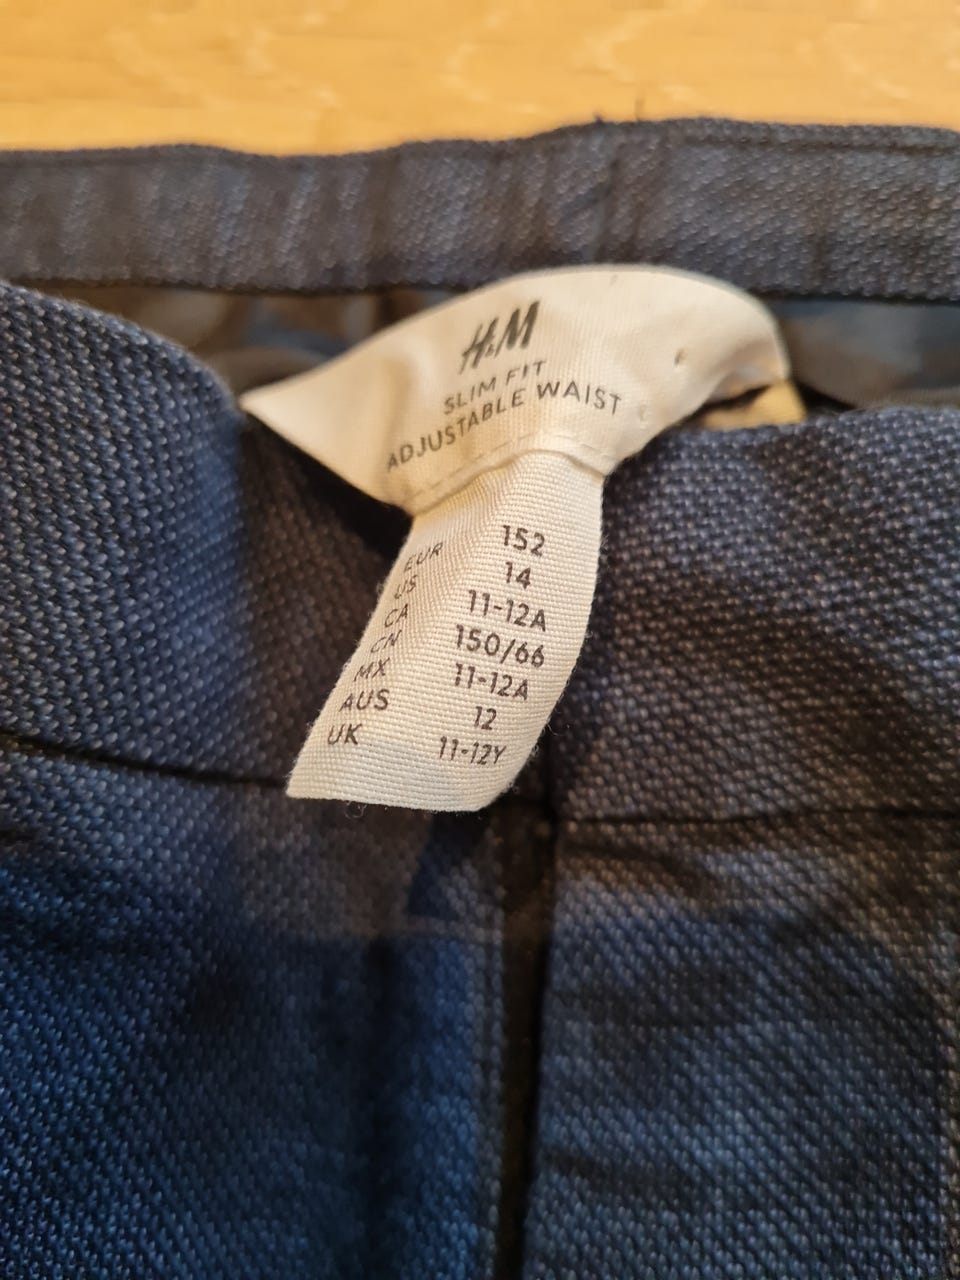 H&M
SLIM FIT
ADJUSTABLE WAIST
EUR 152
US 14
CA 11-12A
CN 150/66
MX 11-12A
AUS 12
UK 11-12Y